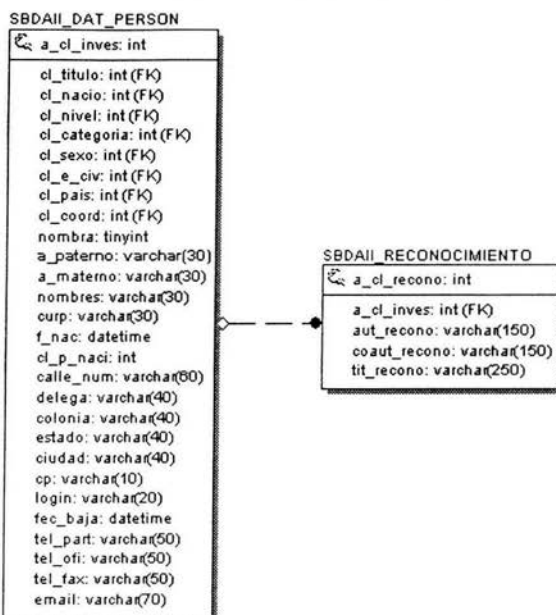 SBDAII_DAT_PERSON
a_cl_inves: int
cl_titulo: int (FK)
cl_nacio: int (FK)
cl_nivel: int (FK)
cl_categoria: int (FK)
cl_sexo: int (FK)
cl_e_civ: int (FK)
cl_pais: int (FK)
cl_coord: int (FK)
nombra: tinyint
a_paterno: varchar(30)
a_materno: varchar(30)
nombres: varchar(30)
curp: varchar(30)
f_nac: datetime
cl_p_naci: int
calle_num: varchar(60)
delega: varchar(40)
colonia: varchar(40)
estado: varchar(40)
ciudad: varchar(40)
cp: varchar(10)
login: varchar(20)
fec_baja: datetime
tel_part: varchar(50)
tel_ofi: varchar(50)
tel_fax: varchar(50)
email: varchar(70)
SBDAII_RECONOCIMIENTO
a_cl_recono: int
a_cl_inves: int (FK)
aut_recono: varchar(150)
coaut_recono: varchar(150)
tit_recono: varchar(250)